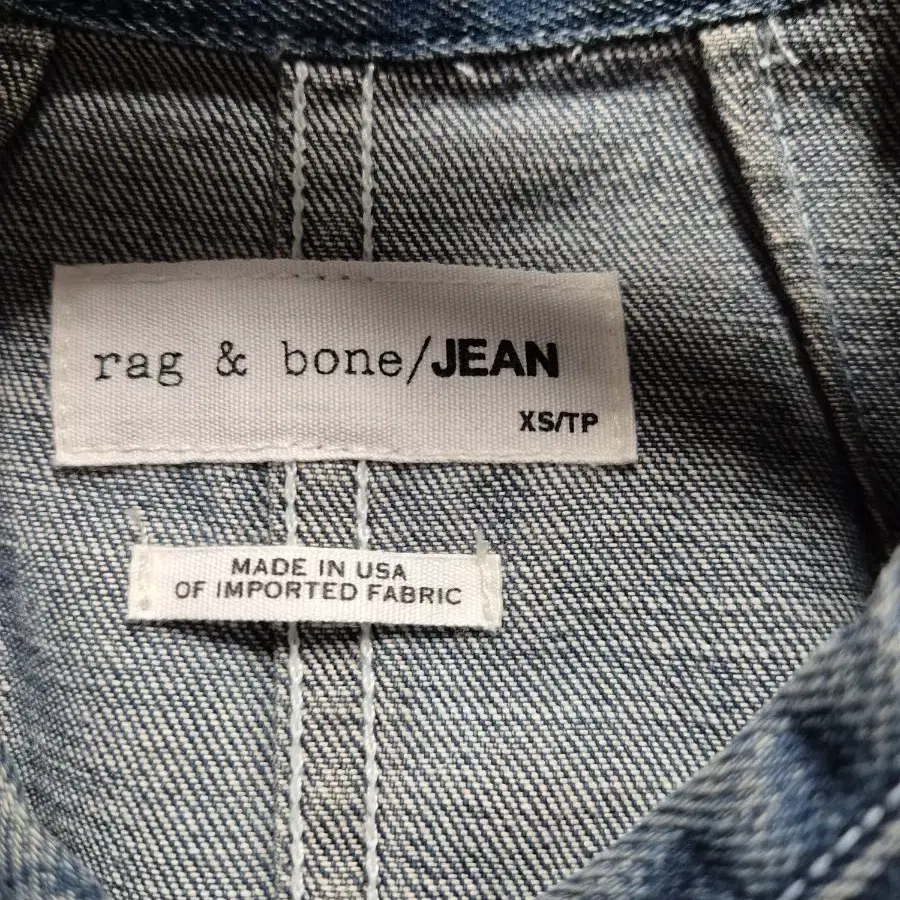 rag & bone/JEAN
XS/TP
MADE IN USA
OF IMPORTED FABRIC